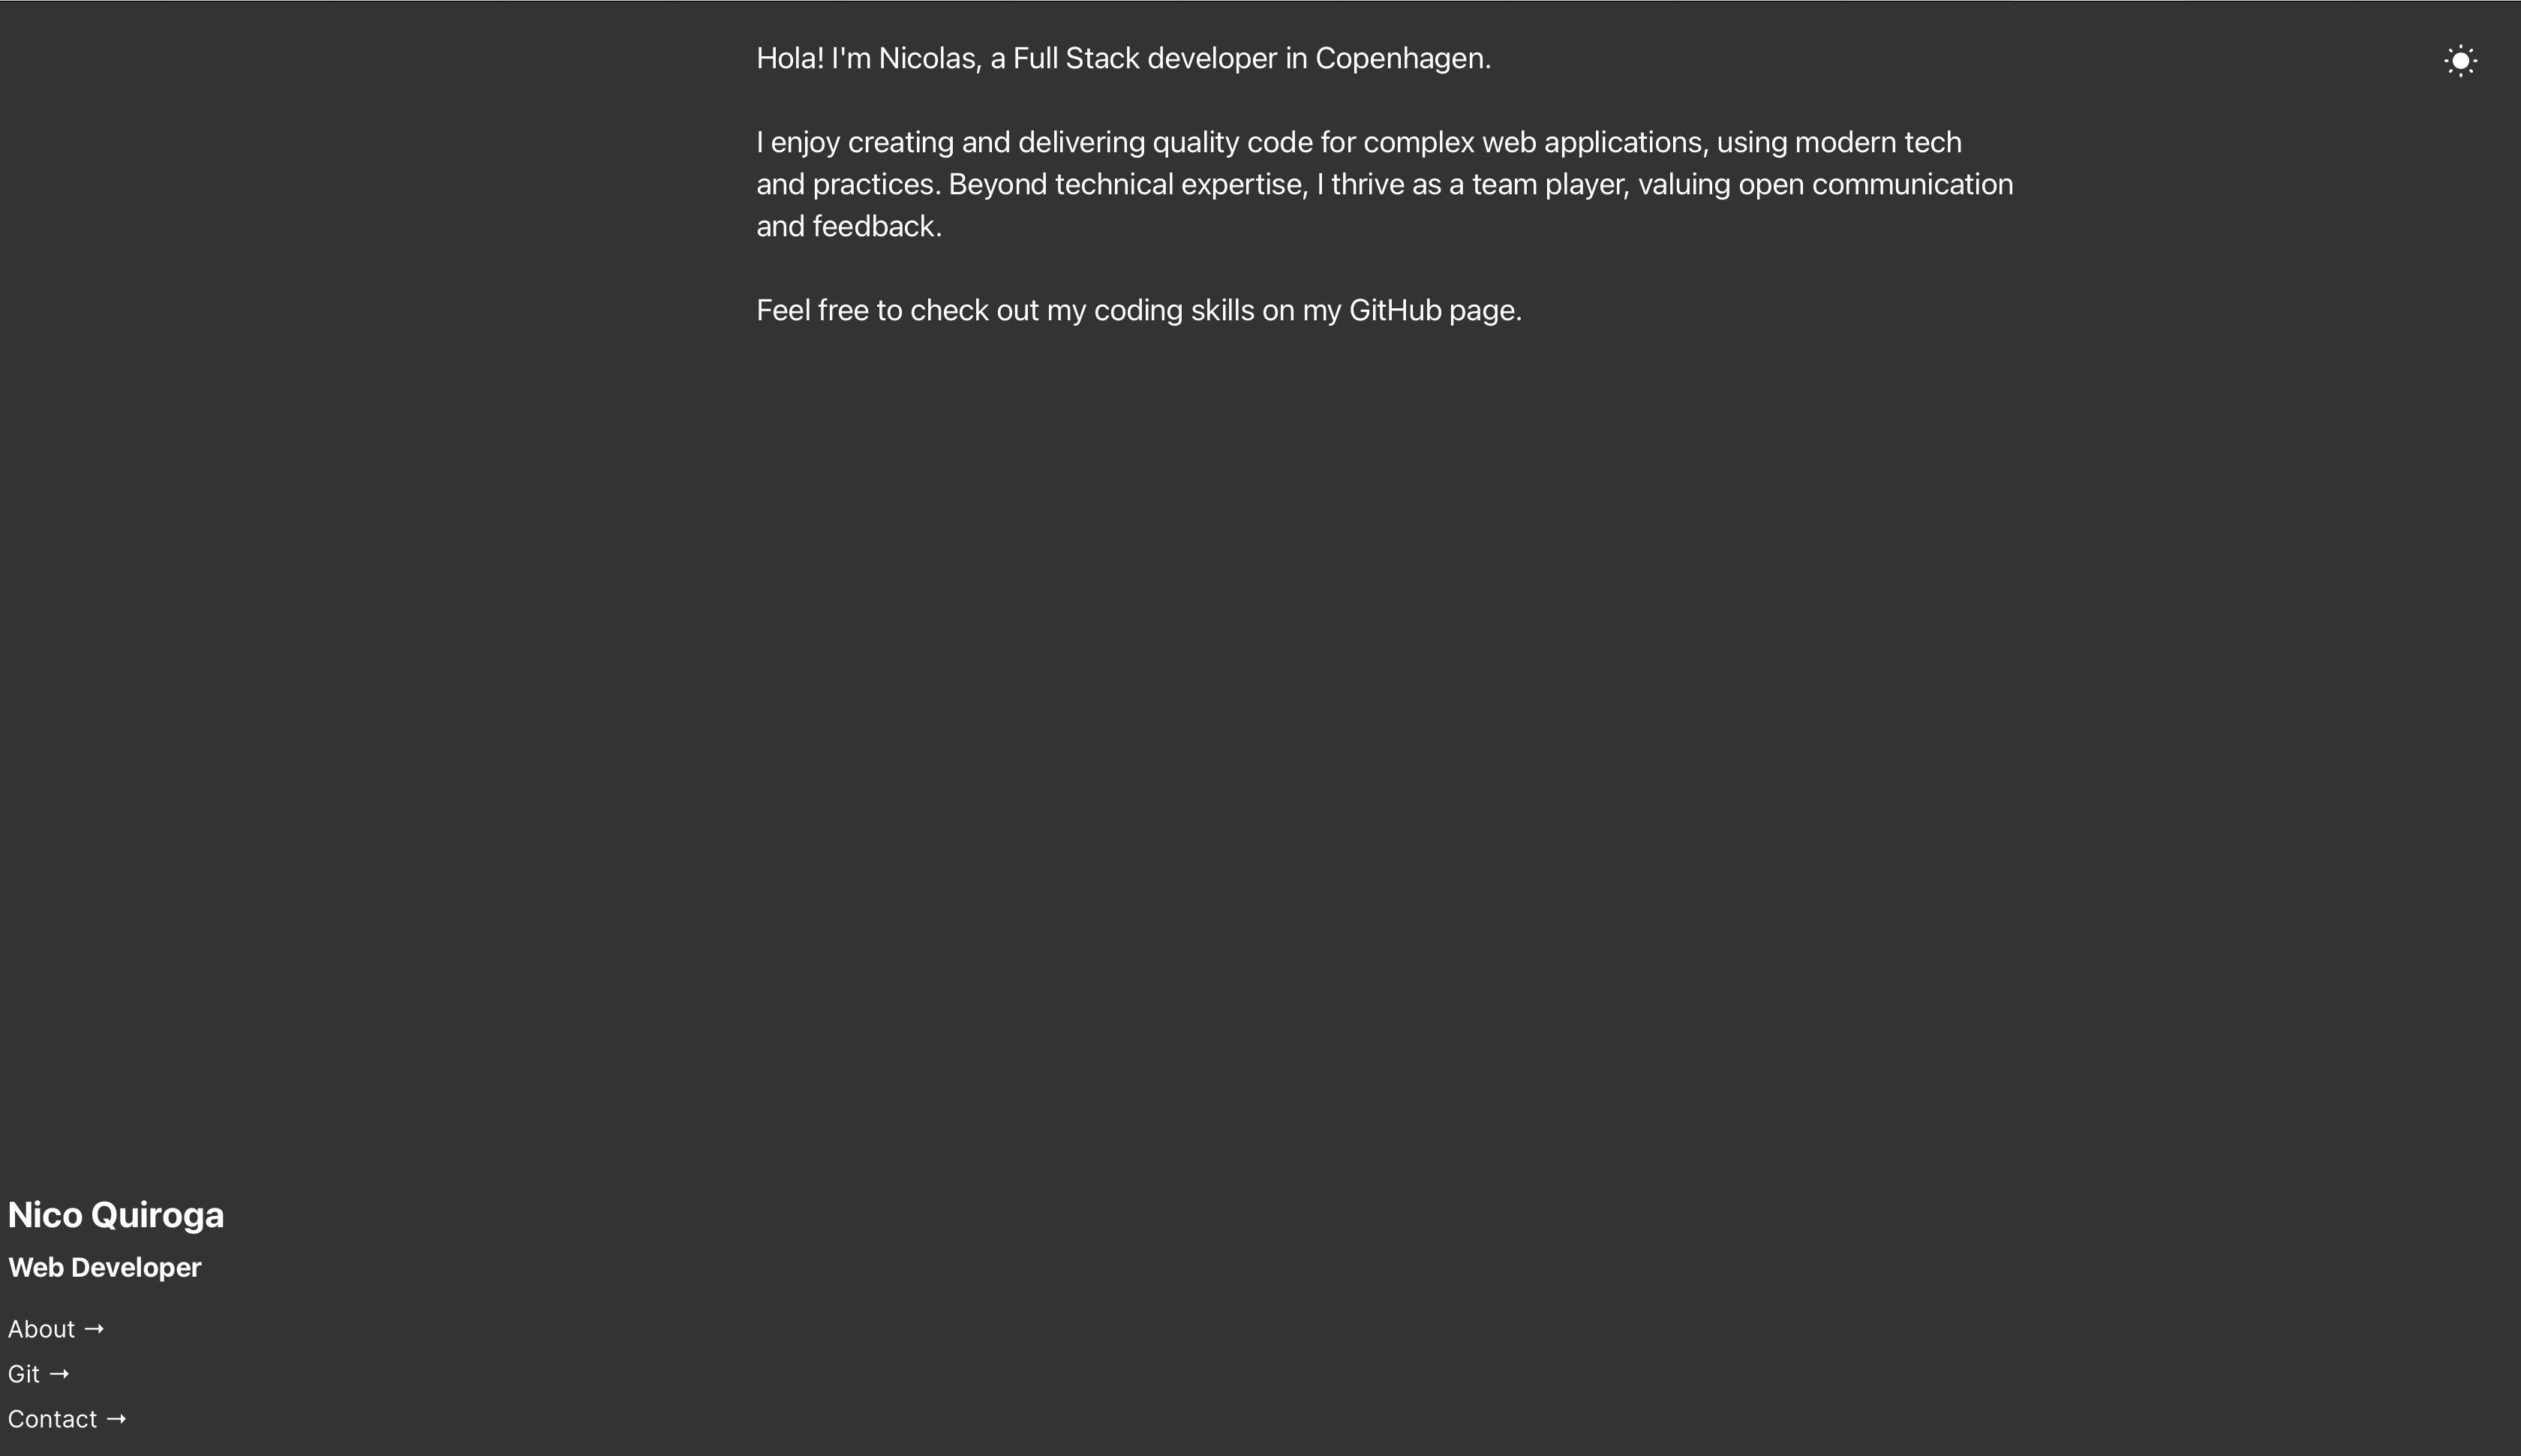 Hola! I'm Nicolas, a Full Stack developer in Copenhagen.
I enjoy creating and delivering quality code for complex web applications, using modern tech
and practices. Beyond technical expertise, I thrive as a team player, valuing open communication
and feedback.
Feel free to check out my coding skills on my GitHub page.
Nico Quiroga
Web Developer
About →
Git →
Contact →